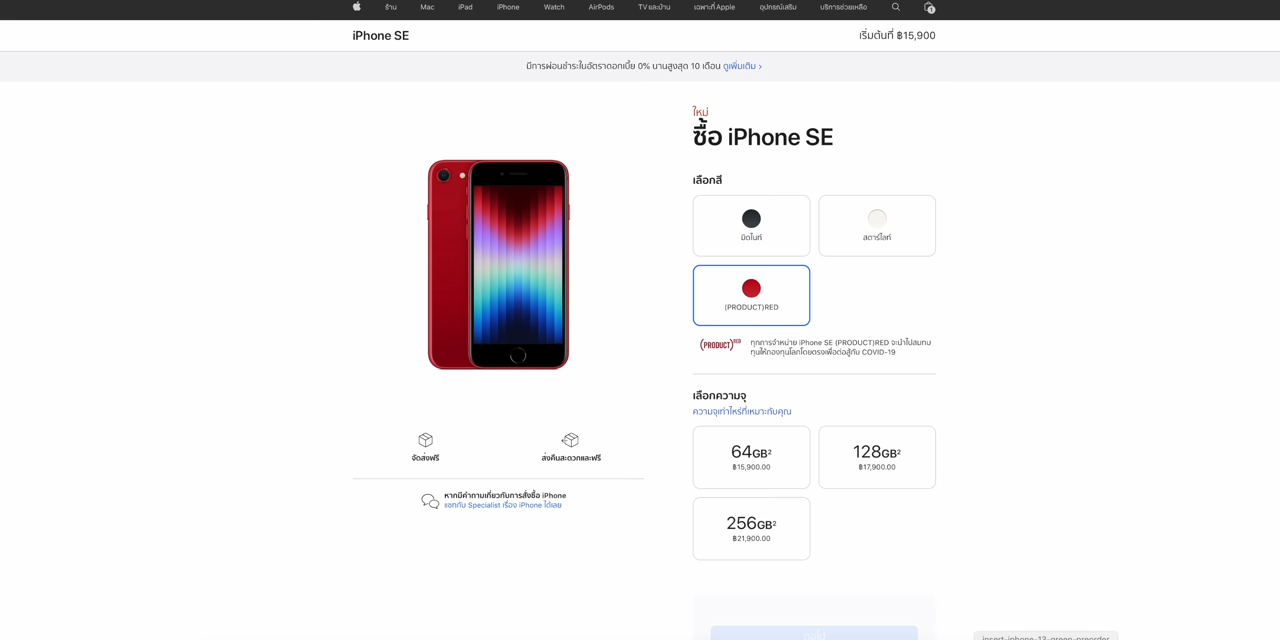 ร้าน Mac iPad iPhone Watch AirPods TV และบ้าน เฉพาะที่ Apple อุปกรณ์เสริม บริการช่วยเหลือ 1
iPhone SE
เริ่มต้นที่ ฿15,900
มีการผ่อนชำระในอัตราดอกเบี้ย 0% นานสูงสุด 10 เดือน ดูเพิ่มเติม ›
ใหม่
ซื้อ iPhone SE
เลือกสี
มิดไนท์
สตาร์ไลท์
(PRODUCT)RED
(PRODUCT)RED
ทุกการจำหน่าย iPhone SE (PRODUCT)RED จะนำไปสมทบ
ทุนให้กองทุนโลกโดยตรงเพื่อต่อสู้กับ COVID-19
เลือกความจุ
ความจุเท่าไหร่ที่เหมาะกับคุณ
64GB²
฿15,900.00
128GB²
฿17,900.00
256GB²
฿21,900.00
จัดส่งฟรี
ส่งคืนสะดวกและฟรี
หากมีคำถามเกี่ยวกับการสั่งซื้อ iPhone
แชทกับ Specialist เรื่อง iPhone ได้เลย
ต่อไป
insert-iphone-13-green-preorder